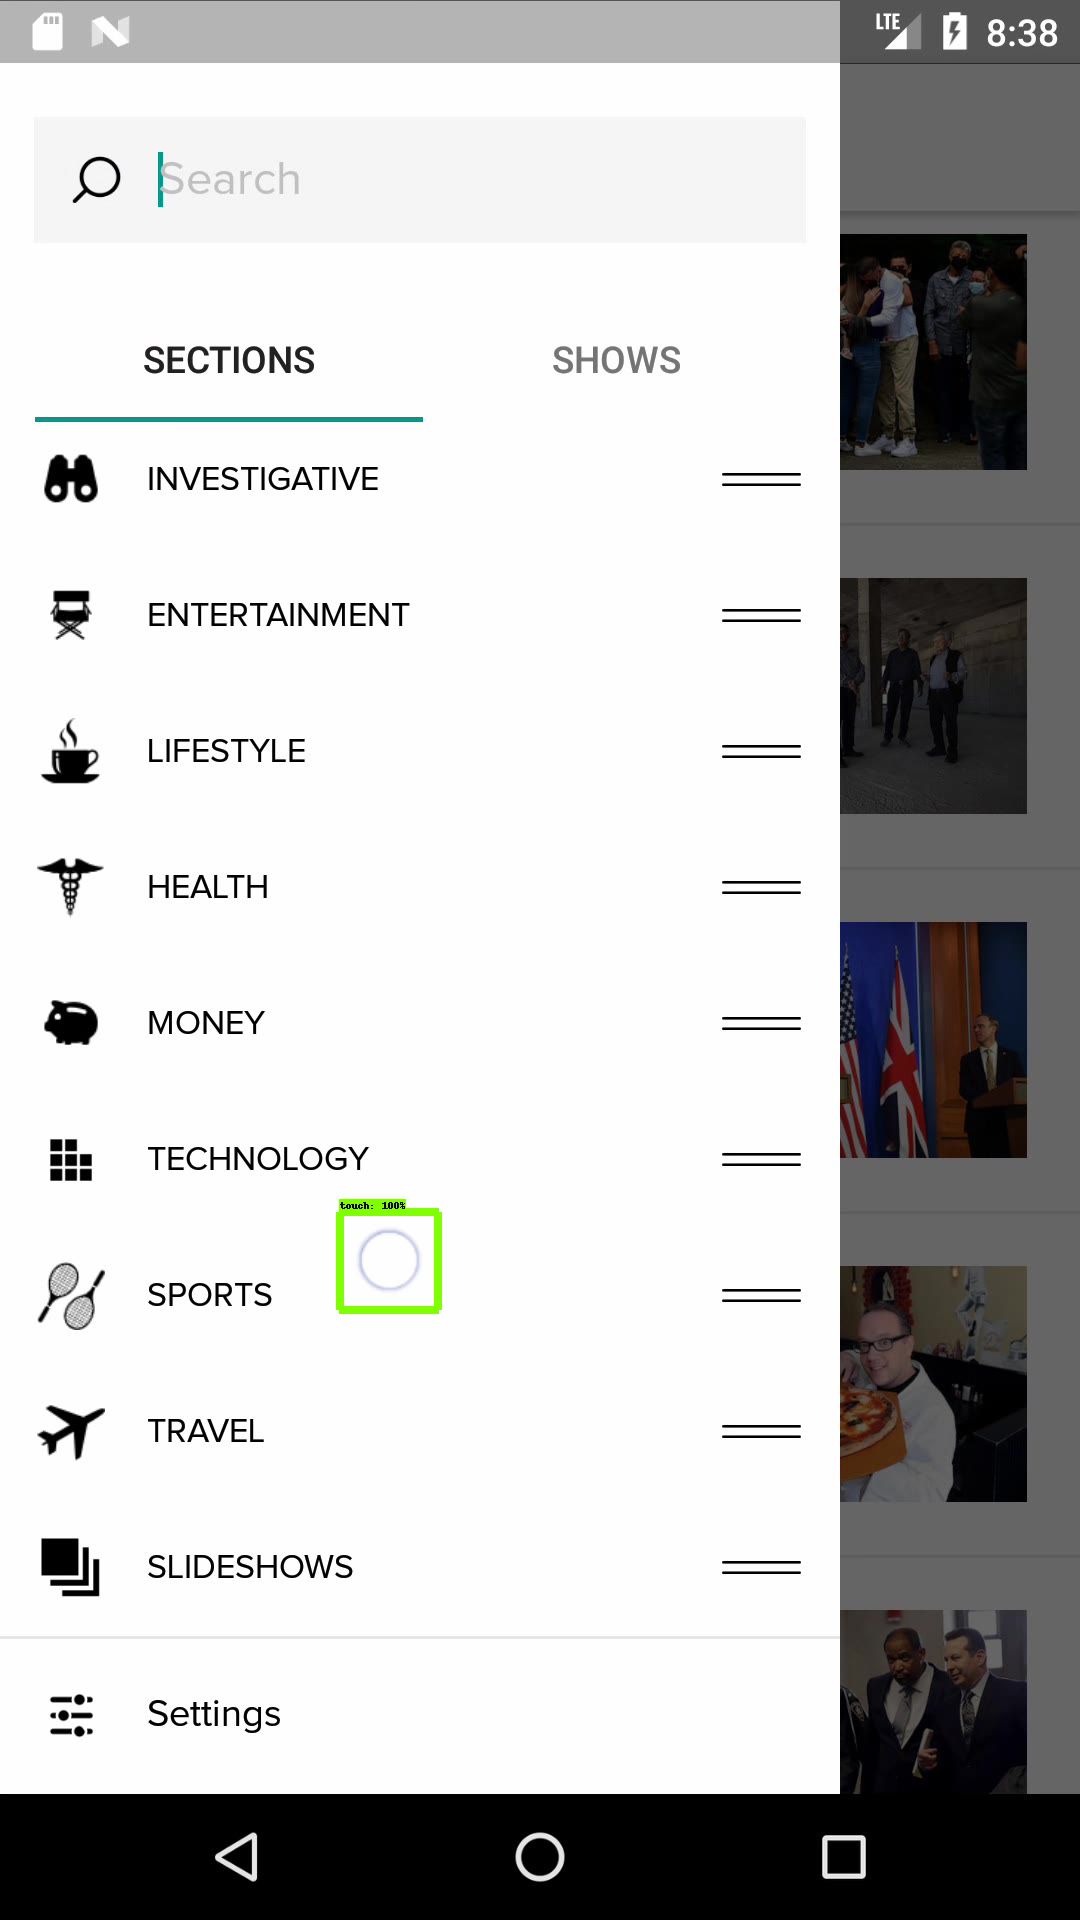 LTE 8:38
Search
SECTIONS SHOWS
INVESTIGATIVE
ENTERTAINMENT
LIFESTYLE
HEALTH
MONEY
TECHNOLOGY
touch: 100%
SPORTS
TRAVEL
SLIDESHOWS
Settings